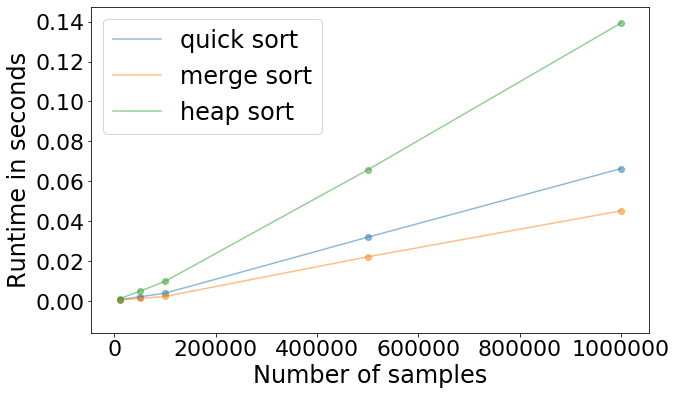 quick sort
merge sort
heap sort
Runtime in seconds
0.14
0.12
0.10
0.08
0.06
0.04
0.02
0.00
0 200000 400000 600000 800000 1000000
Number of samples